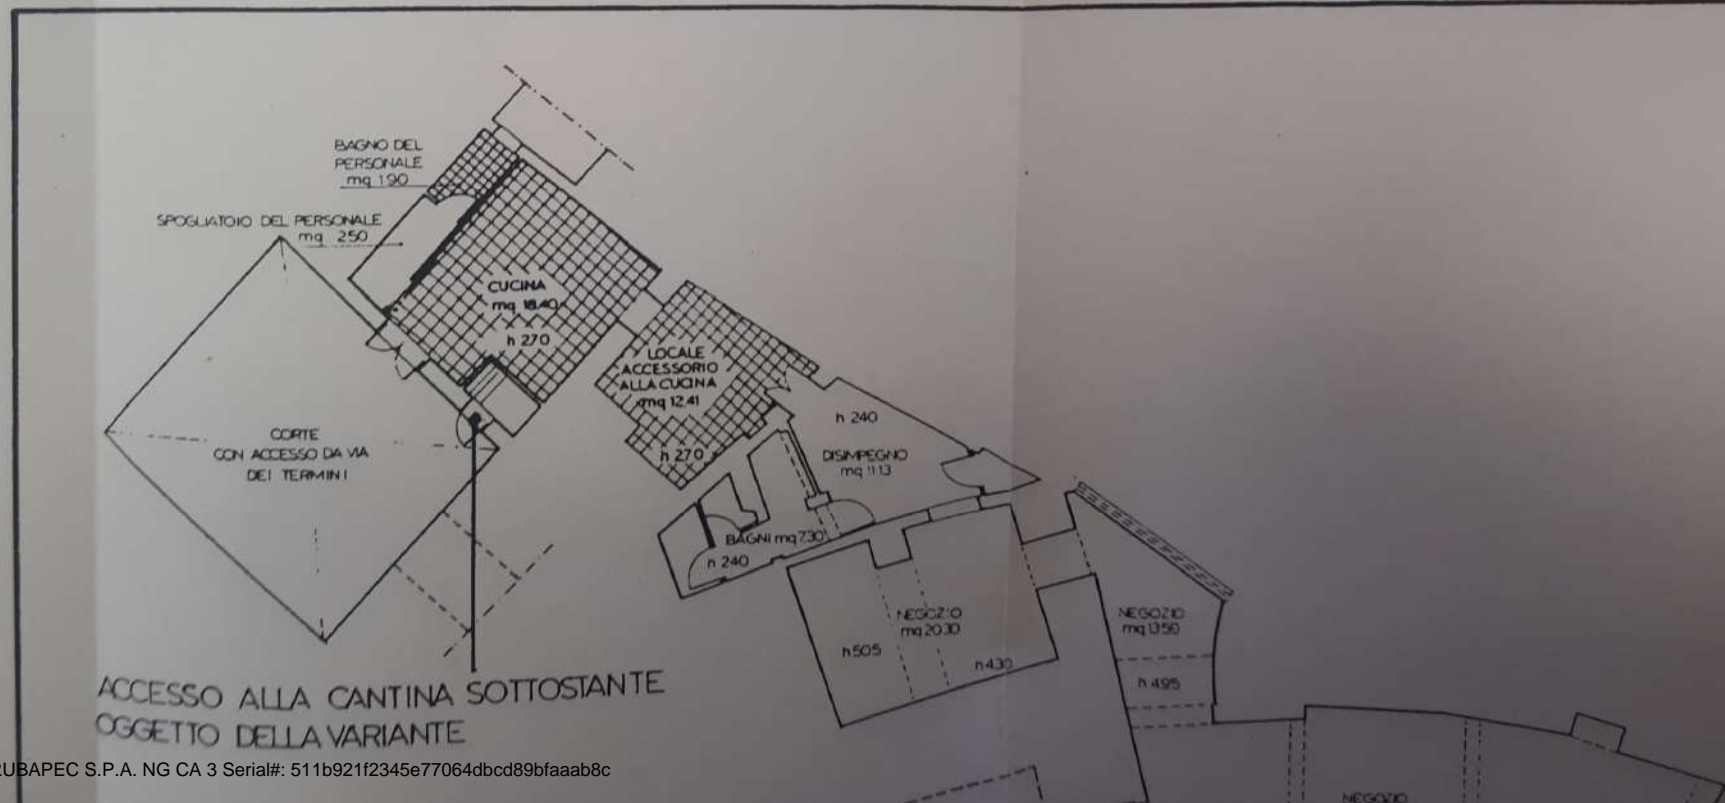 BAGNO DEL
PERSONALE
mq 1.90
SPOGLIATOIO DEL PERSONALE
mq 2.50
CUCINA
mq 18.40
h 270
LOCALE
ACCESSORIO
ALLA CUCINA
mq 12.41
h 270
h 240
DISIMPEGNO
mq 11.13
CORTE
CON ACCESSO DA VIA
DEI TERMINI
BAGNI mq 7.30
h 240
NEGOZIO
mq 20.30
h 505
h 430
NEGOZIO
mq 13.50
h 495
NEGOZIO
ACCESSO ALLA CANTINA SOTTOSTANTE
OGGETTO DELLA VARIANTE
RUBAPEC S.P.A. NG CA 3 Serial#: 511b921f2345e77064dbcd89bfaaab8c